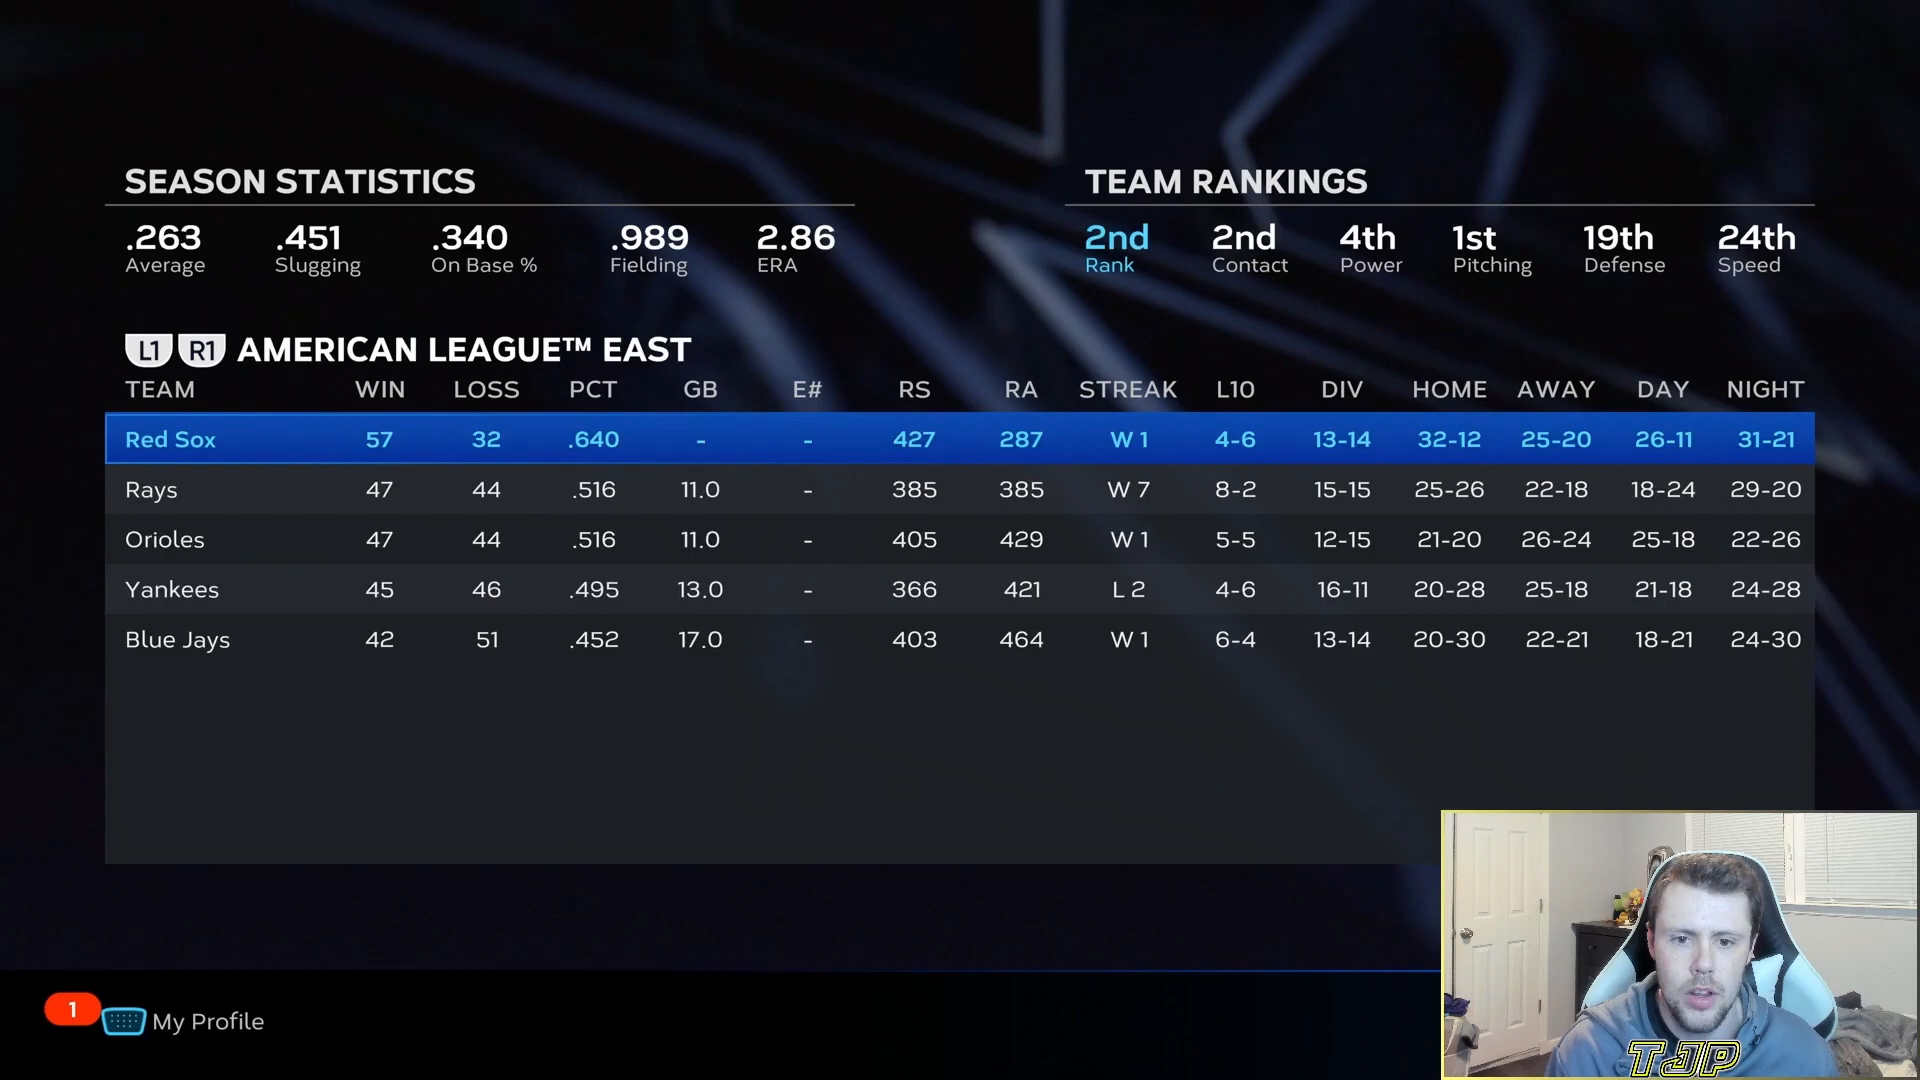 SEASON STATISTICS
.263 .451 .340 .989 2.86
Average Slugging On Base % Fielding ERA
TEAM RANKINGS
2nd 2nd 4th 1st 19th 24th
Rank Contact Power Pitching Defense Speed
L1 R1 AMERICAN LEAGUE™ EAST
TEAM WIN LOSS PCT GB E# RS RA STREAK L10 DIV HOME AWAY DAY NIGHT
Red Sox 57 32 .640 - - 427 287 W 1 4-6 13-14 32-12 25-20 26-11 31-21
Rays 47 44 .516 11.0 - 385 385 W 7 8-2 15-15 25-26 22-18 18-24 29-20
Orioles 47 44 .516 11.0 - 405 429 W 1 5-5 12-15 21-20 26-24 25-18 22-26
Yankees 45 46 .495 13.0 - 366 421 L 2 4-6 16-11 20-28 25-18 21-18 24-28
Blue Jays 42 51 .452 17.0 - 403 464 W 1 6-4 13-14 20-30 22-21 18-21 24-30
1 My Profile
TJP